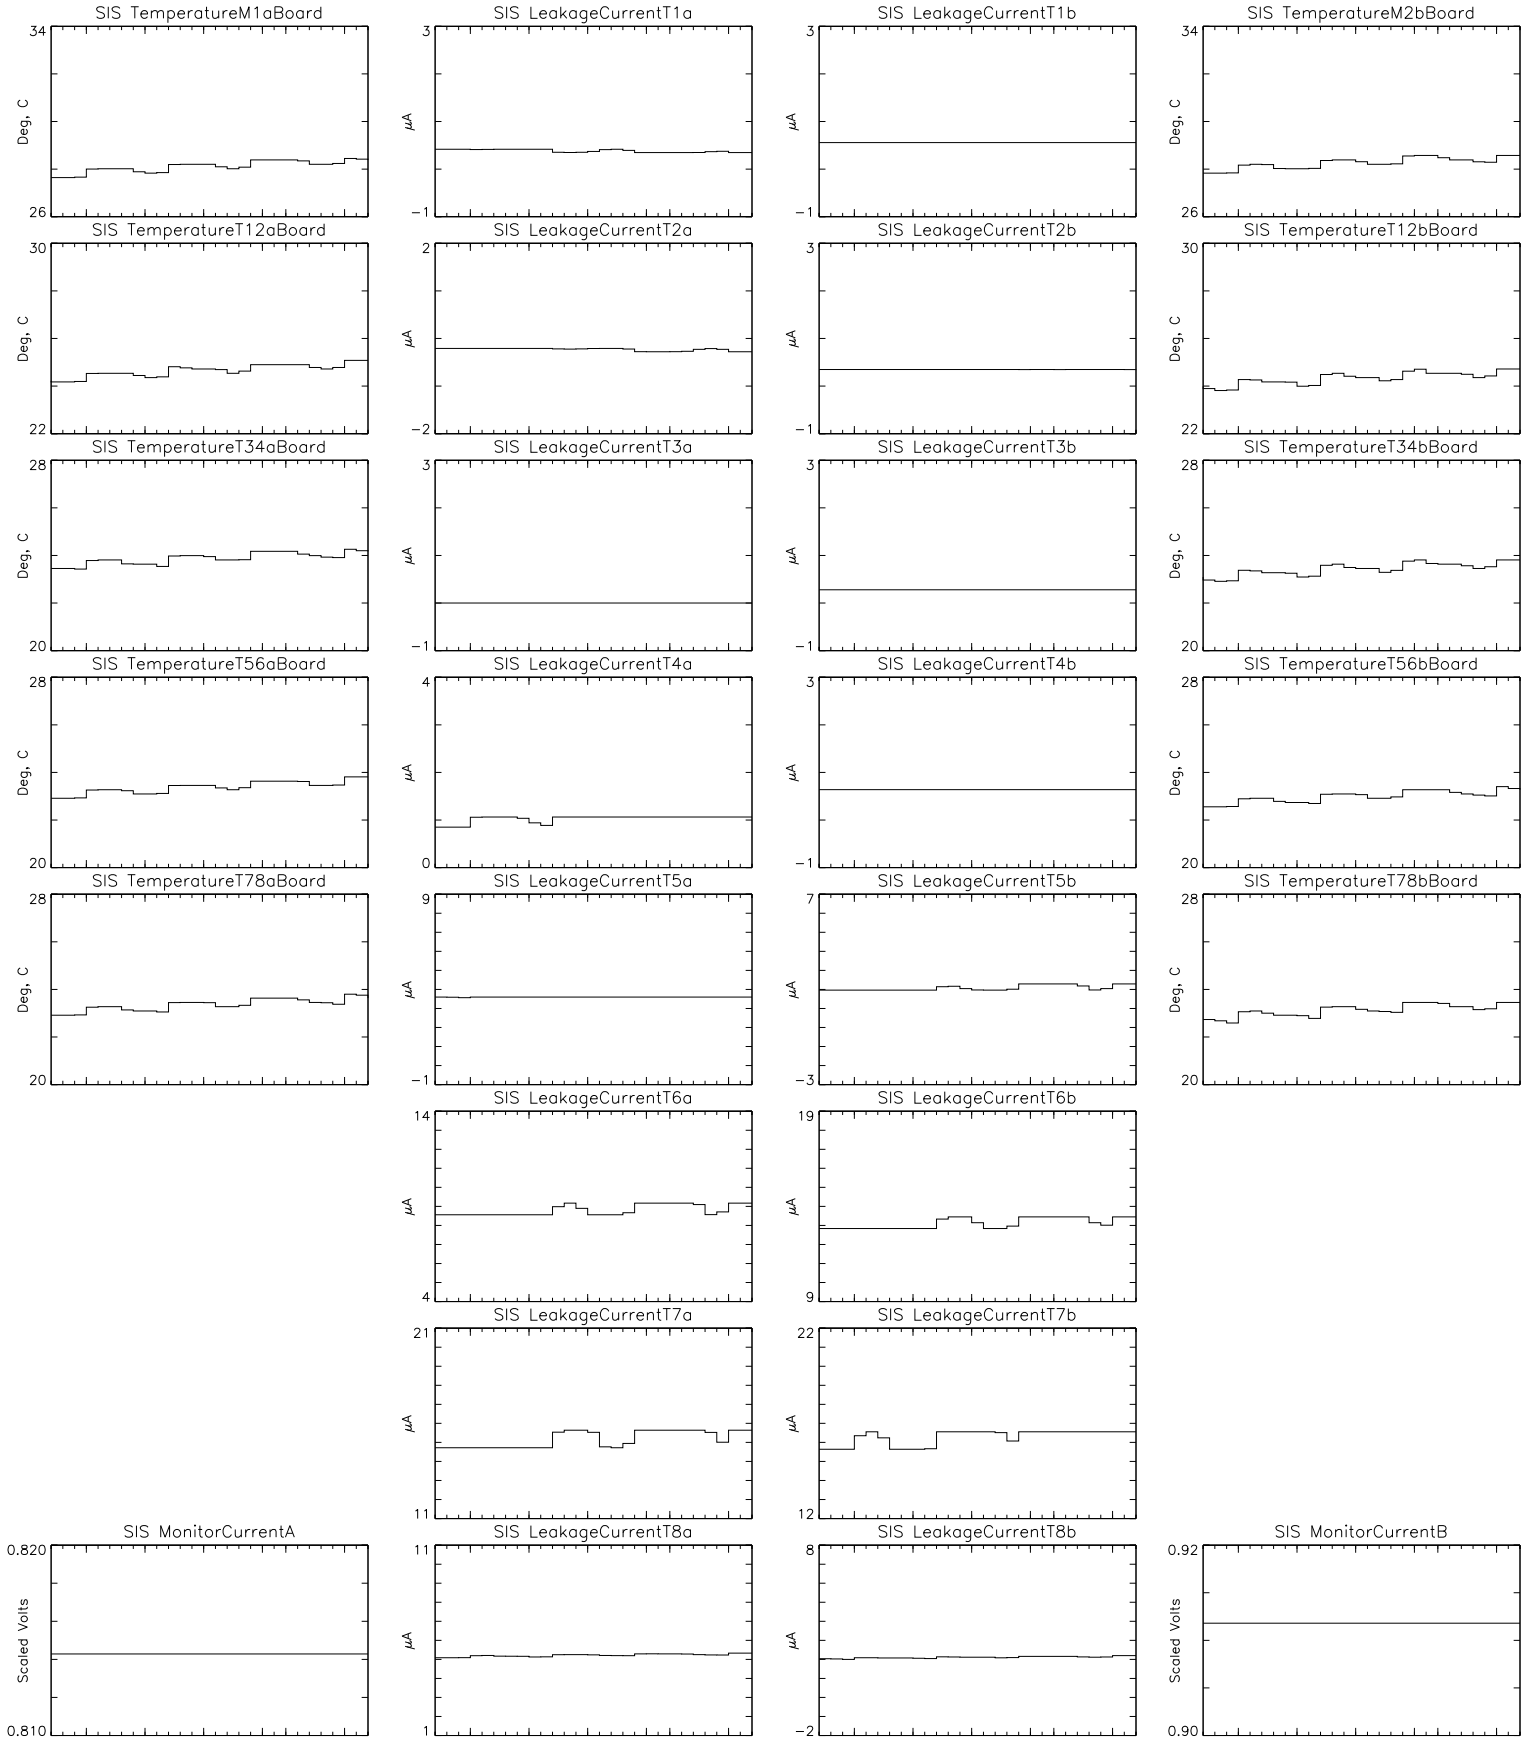 SIS TemperatureM1aBoard
34
Deg, C
26
SIS LeakageCurrentT1a
3
μA
−1
SIS LeakageCurrentT1b
3
μA
−1
SIS TemperatureM2bBoard
34
Deg, C
26
SIS TemperatureT12aBoard
30
Deg, C
22
SIS LeakageCurrentT2a
2
μA
−2
SIS LeakageCurrentT2b
3
μA
−1
SIS TemperatureT12bBoard
30
Deg, C
22
SIS TemperatureT34aBoard
28
Deg, C
20
SIS LeakageCurrentT3a
3
μA
−1
SIS LeakageCurrentT3b
3
μA
−1
SIS TemperatureT34bBoard
28
Deg, C
20
SIS TemperatureT56aBoard
28
Deg, C
20
SIS LeakageCurrentT4a
4
μA
0
SIS LeakageCurrentT4b
3
μA
−1
SIS TemperatureT56bBoard
28
Deg, C
20
SIS TemperatureT78aBoard
28
Deg, C
20
SIS LeakageCurrentT5a
9
μA
−1
SIS LeakageCurrentT5b
7
μA
−3
SIS TemperatureT78bBoard
28
Deg, C
20
SIS LeakageCurrentT6a
14
μA
4
SIS LeakageCurrentT6b
19
μA
9
SIS LeakageCurrentT7a
21
μA
11
SIS LeakageCurrentT7b
22
μA
12
SIS MonitorCurrentA
0.820
Scaled Volts
0.810
SIS LeakageCurrentT8a
11
μA
1
SIS LeakageCurrentT8b
8
μA
−2
SIS MonitorCurrentB
0.92
Scaled Volts
0.90